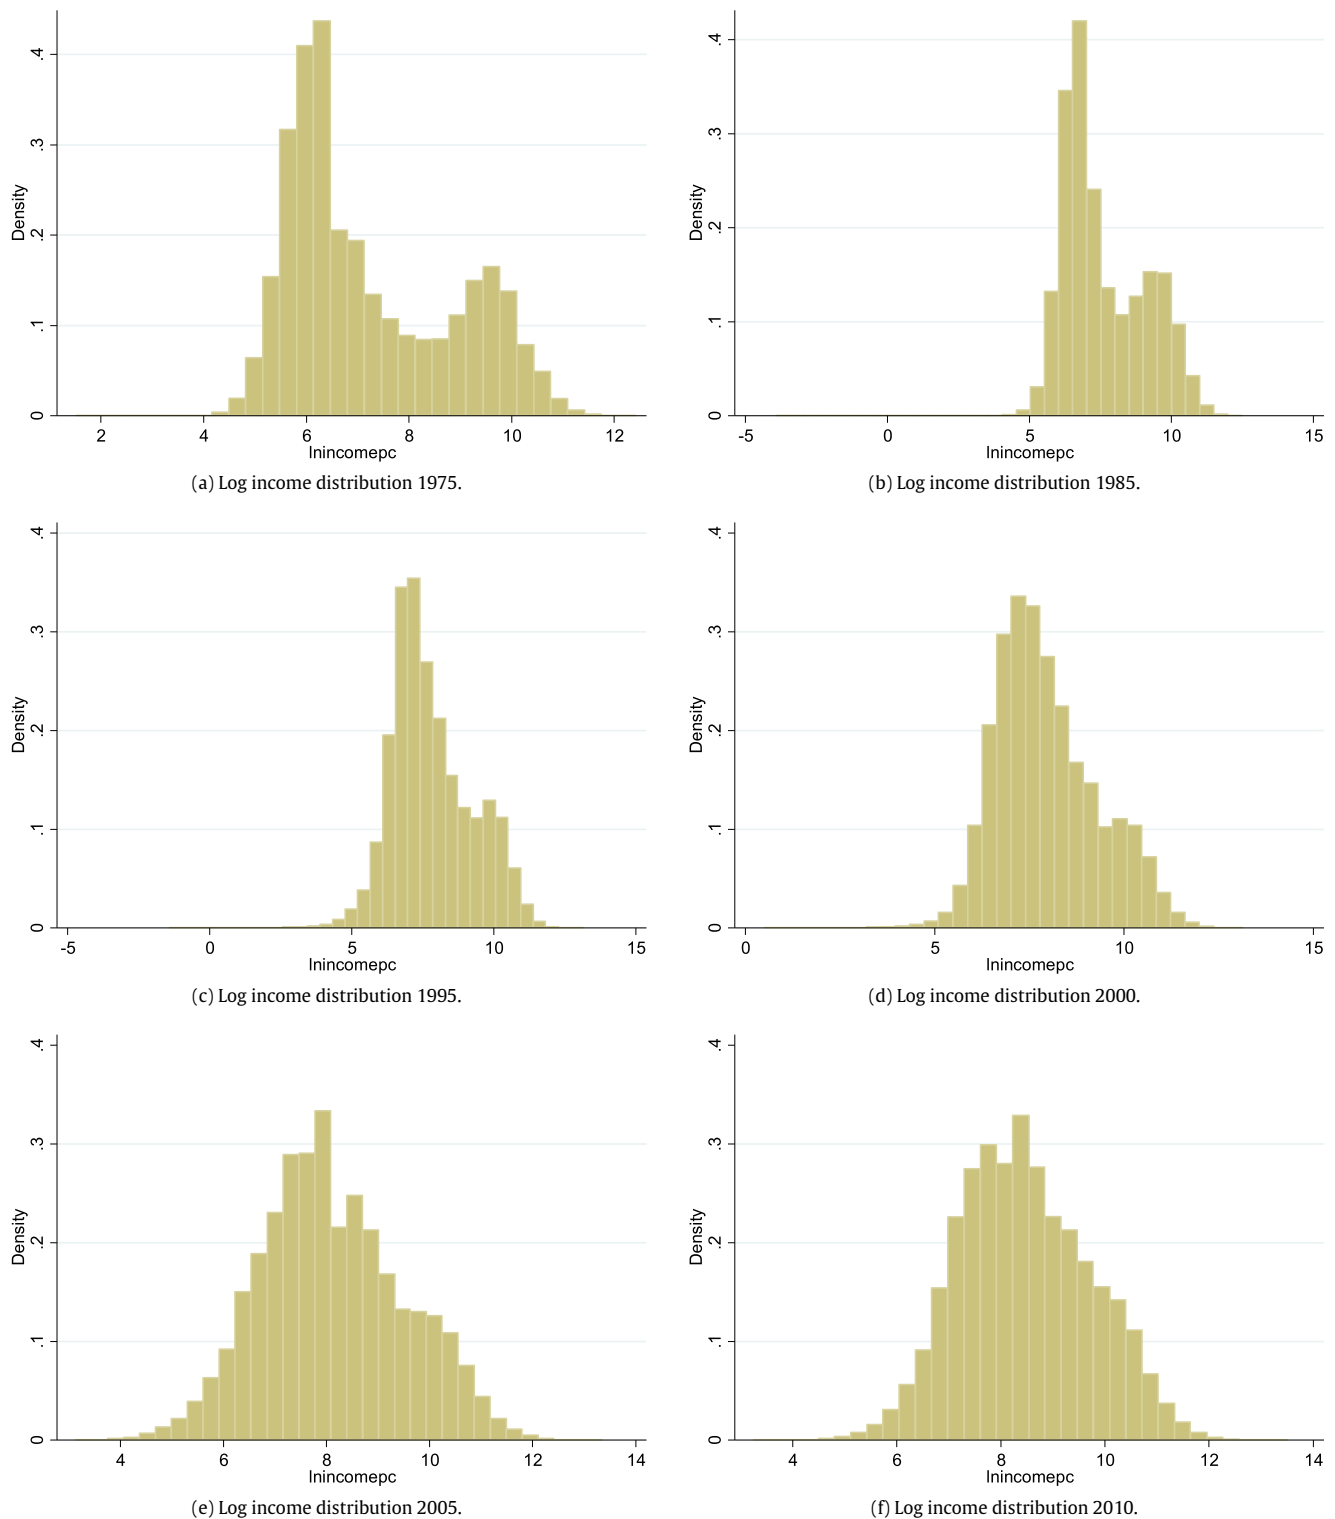 .4
.3
.2
.1
0
Density
2 4 6 8 10 12
lnincomepc
(a) Log income distribution 1975.
.4
.3
.2
.1
0
Density
-5 0 5 10 15
lnincomepc
(b) Log income distribution 1985.
.4
.3
.2
.1
0
Density
-5 0 5 10 15
lnincomepc
(c) Log income distribution 1995.
.4
.3
.2
.1
0
Density
0 5 10 15
lnincomepc
(d) Log income distribution 2000.
.4
.3
.2
.1
0
Density
4 6 8 10 12 14
lnincomepc
(e) Log income distribution 2005.
.4
.3
.2
.1
0
Density
4 6 8 10 12 14
lnincomepc
(f) Log income distribution 2010.